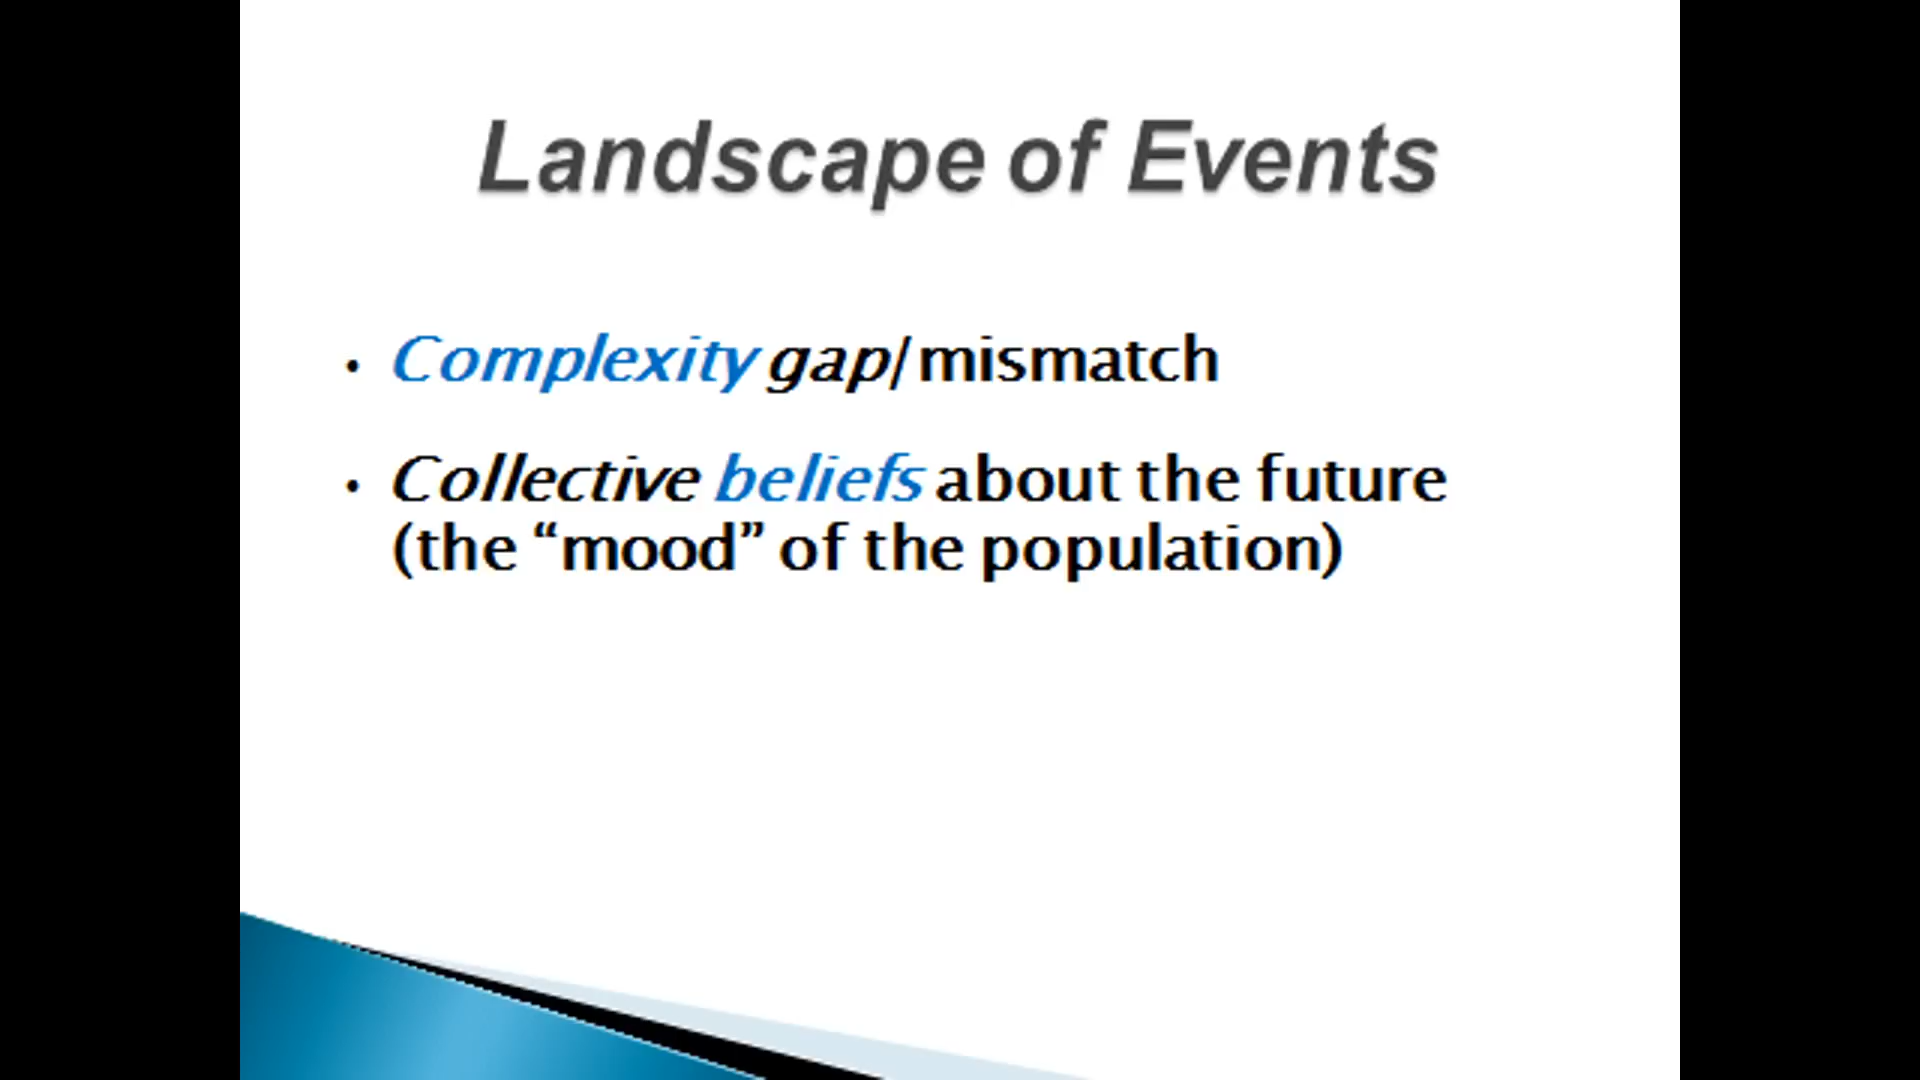 Landscape of Events
• Complexity gap/mismatch
• Collective beliefs about the future
(the “mood” of the population)